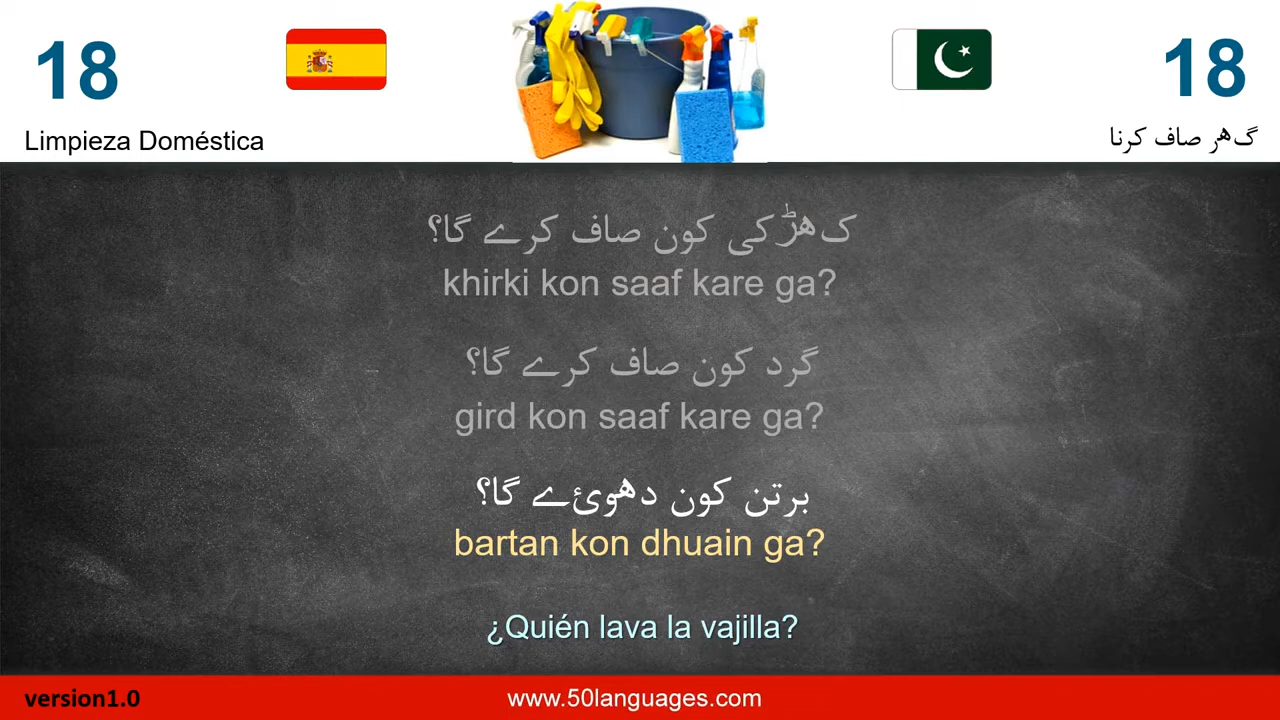 18
18
Limpieza Doméstica
گھر صاف کرنا
کھڑکی کون صاف کرے گا؟
khirki kon saaf kare ga?
گرد کون صاف کرے گا؟
gird kon saaf kare ga?
برتن کون دھوئے گا؟
bartan kon dhuain ga?
¿Quién lava la vajilla?
version1.0
www.50languages.com